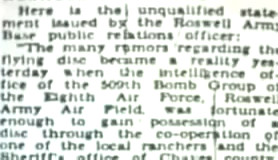 Here is the unqualified state-
ment issued by the Roswell Army
Base public relations officer:
"The many rumors regarding the
flying disc became a reality yes-
terday when the intelligence of-
fice of the 509th Bomb Group of
the Eighth Air Force, Roswell
Army Air Field, was fortunate
enough to gain possession of a
disc through the co-operation of
one of the local ranchers and the
Sheriff's office of Chaves